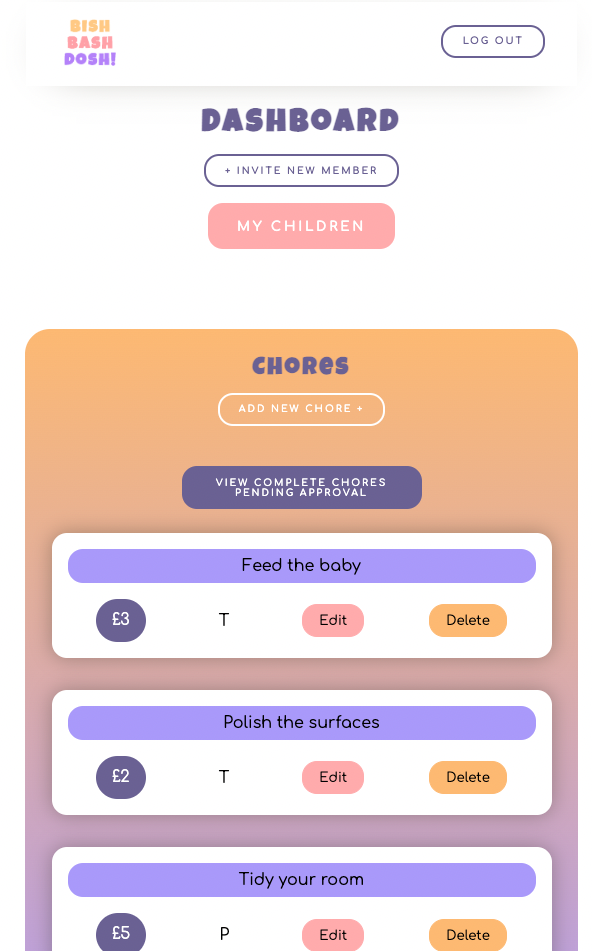 BISH
BASH
DOSH!
LOG OUT
DASHBOARD
+ INVITE NEW MEMBER
MY CHILDREN
CHORES
ADD NEW CHORE +
VIEW COMPLETE CHORES
PENDING APPROVAL
Feed the baby
£3 T Edit Delete
Polish the surfaces
£2 T Edit Delete
Tidy your room
£5 P Edit Delete